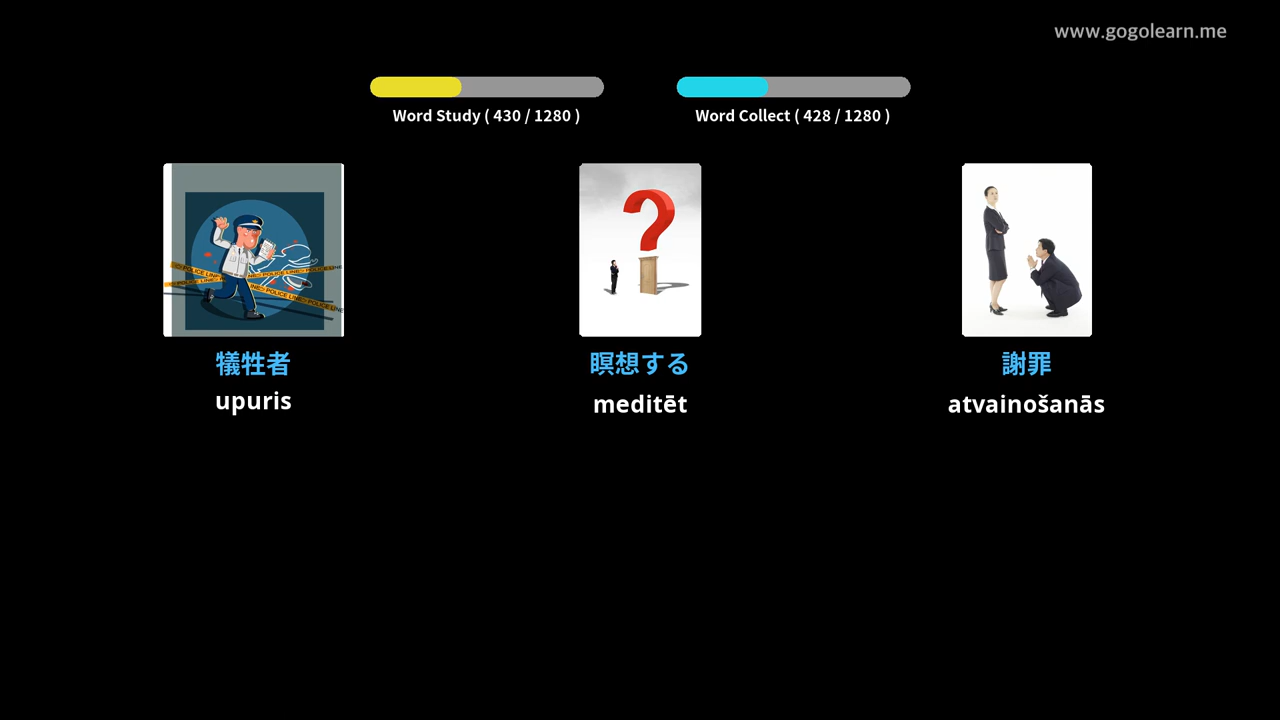 www.gogolearn.me
Word Study ( 430 / 1280 )
Word Collect ( 428 / 1280 )
犠牲者
瞑想する
謝罪
upuris
meditēt
atvainošanās